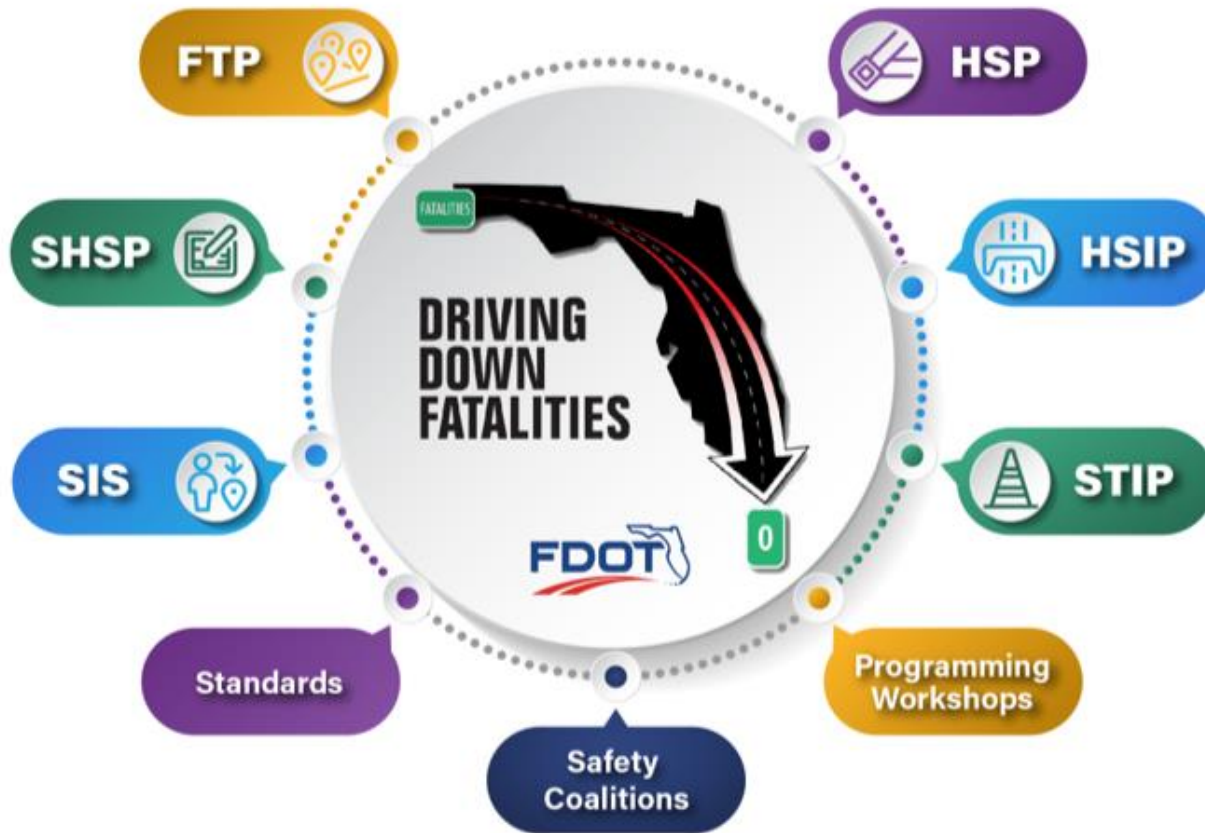 FTP
HSP
SHSP
HSIP
SIS
STIP
Standards
Programming
Workshops
Safety
Coalitions
FATALITIES
DRIVING
DOWN
FATALITIES
FDOT
0